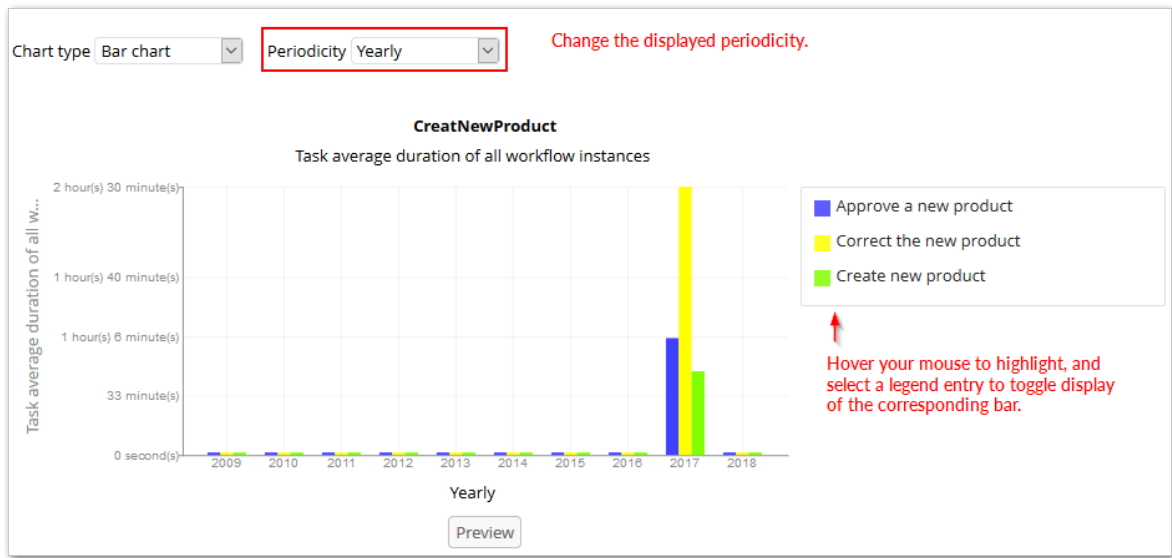 Chart type Bar chart Periodicity Yearly Change the displayed periodicity.
CreatNewProduct
Task average duration of all workflow instances
Task average duration of all w...
2 hour(s) 30 minute(s)
1 hour(s) 40 minute(s)
1 hour(s) 6 minute(s)
33 minute(s)
0 second(s)
2009 2010 2011 2012 2013 2014 2015 2016 2017 2018
Yearly
Approve a new product
Correct the new product
Create new product
Hover your mouse to highlight, and
select a legend entry to toggle display
of the corresponding bar.
Preview